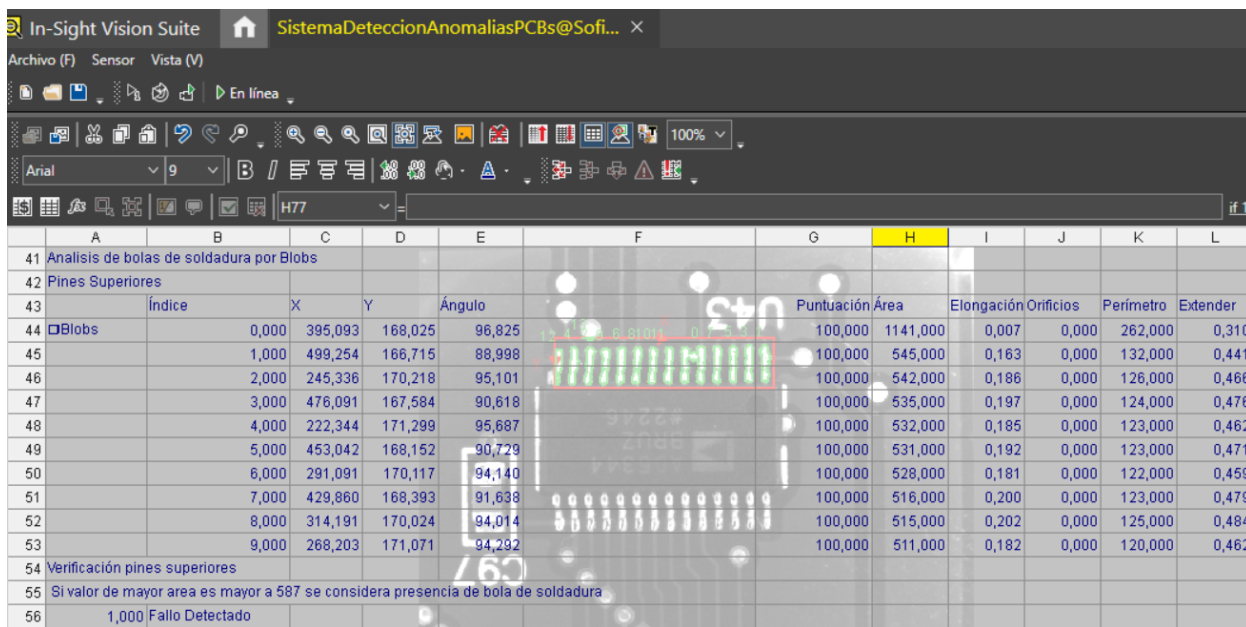 In-Sight Vision Suite SistemaDeteccionAnomaliasPCBs@Sofi... ×
Archivo (F) Sensor Vista (V)
En línea
100%
Arial 9 B I A
fx H77 = if 1
A B C D E F G H I J K L
41 Analisis de bolas de soldadura por Blobs
42 Pines Superiores
43 Índice X Y Ángulo Puntuación Área Elongación Orificios Perímetro Extender
44 Blobs 0,000 395,093 168,025 96,825 100,000 1141,000 0,007 0,000 262,000 0,310
45 1,000 499,254 166,715 88,998 100,000 545,000 0,163 0,000 132,000 0,441
46 2,000 245,336 170,218 95,101 100,000 542,000 0,186 0,000 126,000 0,466
47 3,000 476,091 167,584 90,618 100,000 535,000 0,197 0,000 124,000 0,476
48 4,000 222,344 171,299 95,687 100,000 532,000 0,185 0,000 123,000 0,462
49 5,000 453,042 168,152 90,729 100,000 531,000 0,192 0,000 123,000 0,471
50 6,000 291,091 170,117 94,140 100,000 528,000 0,181 0,000 122,000 0,459
51 7,000 429,860 168,393 91,638 100,000 516,000 0,200 0,000 123,000 0,479
52 8,000 314,191 170,024 94,014 100,000 515,000 0,202 0,000 125,000 0,484
53 9,000 268,203 171,071 94,292 100,000 511,000 0,182 0,000 120,000 0,462
54 Verificación pines superiores
55 Si valor de mayor area es mayor a 587 se considera presencia de bola de soldadura
56 1,000 Fallo Detectado
U43
#2246
BRUZ
C97